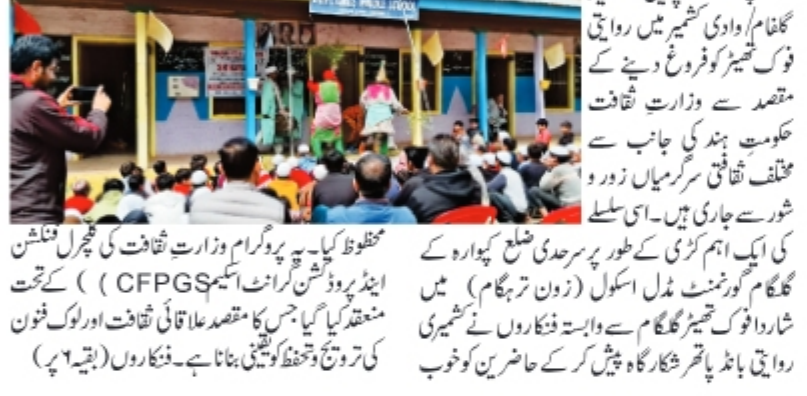 گلفام/وادی کشمیر میں روایتی
فوک تھیٹر کو فروغ دینے کے
مقصد سے وزارتِ ثقافت
حکومتِ ہند کی جانب سے
مختلف ثقافتی سرگرمیاں زور و
شور سے جاری ہیں۔ اسی سلسلے
کی ایک اہم کڑی کے طور پر سرحدی ضلع کپوارہ کے
گلگام گورنمنٹ مڈل اسکول (زون ترہگام) میں
شاردا فوک تھیٹر گلگام سے وابستہ فنکاروں نے کشمیری
روایتی بانڈ پاتھر شکار گاہ پیش کر کے حاضرین کو خوب
محظوظ کیا۔ یہ پروگرام وزارتِ ثقافت کی کلچرل فنکشن
اینڈ پروڈکشن گرانٹ اسکیم CFPGS) ) کے تحت
منعقد کیا گیا جس کا مقصد علاقائی ثقافت اور لوک فنون
کی ترویج و تحفظ کو یقینی بنانا ہے۔ فنکاروں (بقیہ ۶ پر)